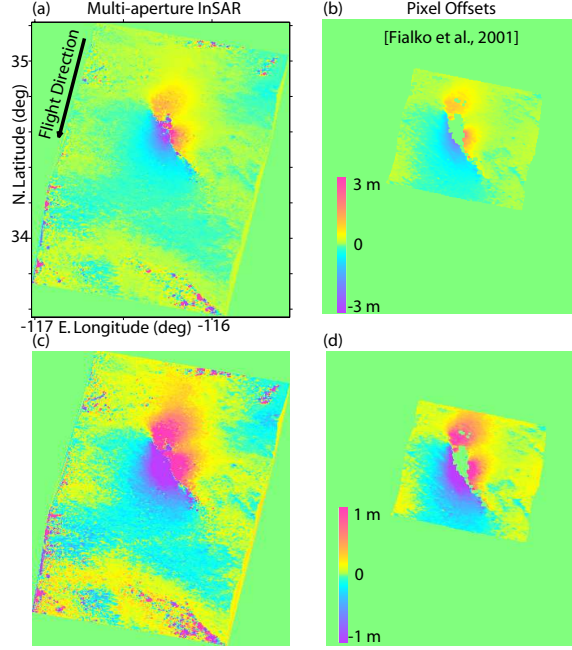 (a) Multi-aperture InSAR
(b) Pixel Offsets
[Fialko et al., 2001]
35
Flight Direction
N. Latitude (deg)
34
3 m
0
-3 m
-117 E. Longitude (deg) -116
(c)
(d)
1 m
0
-1 m